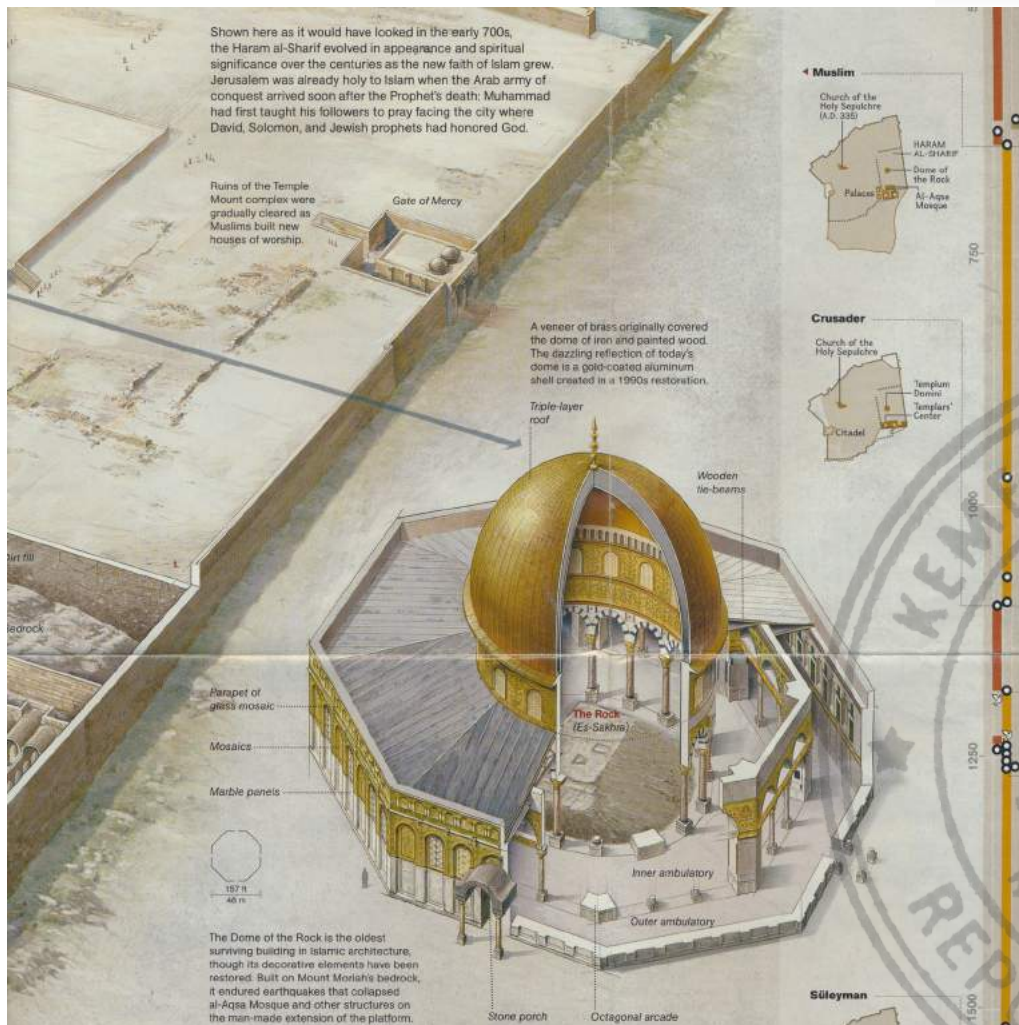 Shown here as it would have looked in the early 700s,
the Haram al-Sharif evolved in appearance and spiritual
significance over the centuries as the new faith of Islam grew.
Jerusalem was already holy to Islam when the Arab army of
conquest arrived soon after the Prophet's death: Muhammad
had first taught his followers to pray facing the city where
David, Solomon, and Jewish prophets had honored God.
Ruins of the Temple
Mount complex were
gradually cleared as
Muslims built new
houses of worship.
Gate of Mercy
A veneer of brass originally covered
the dome of iron and painted wood.
The dazzling reflection of today's
dome is a gold-coated aluminum
shell created in a 1990s restoration.
Triple-layer
roof
Wooden
tie-beams
fill
edrock
Parapet of
glass mosaic
Mosaics
Marble panels
The Rock
(Es-Sakhra)
157 ft
48 m
Inner ambulatory
Outer ambulatory
The Dome of the Rock is the oldest
surviving building in Islamic architecture,
though its decorative elements have been
restored. Built on Mount Moriah's bedrock,
it endured earthquakes that collapsed
al-Aqsa Mosque and other structures on
the man-made extension of the platform.
Stone porch
Octagonal arcade
Muslim
Church of the
Holy Sepulchre
(A.D. 335)
HARAM
AL-SHARIF
Dome of
the Rock
Palaces
Al-Aqsa
Mosque
Crusader
Church of the
Holy Sepulchre
Templum
Domini
Templars'
Center
Citadel
Süleyman
750
1000
1250
1500
KEMP
REP